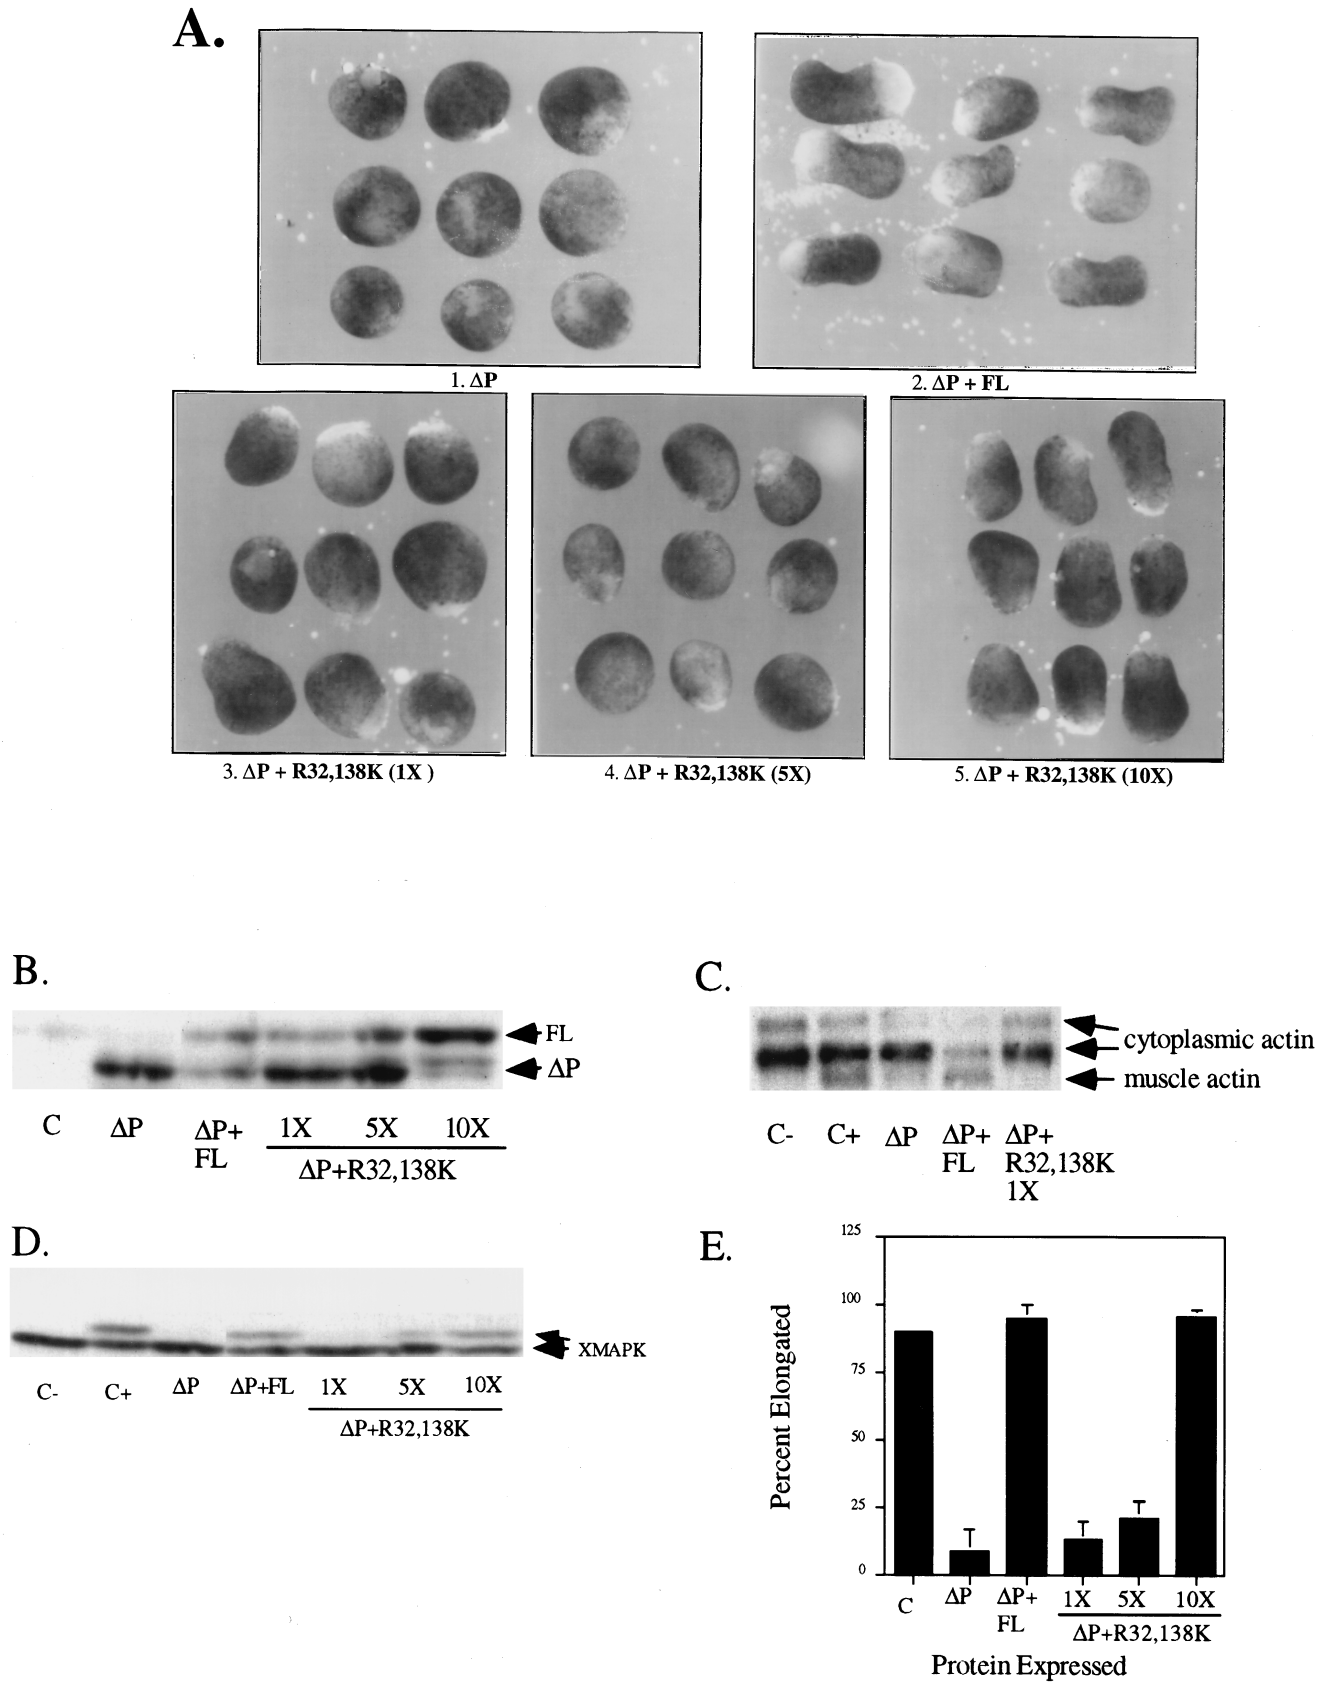 A.
1. ΔP
2. ΔP + FL
3. ΔP + R32,138K (1X )
4. ΔP + R32,138K (5X)
5. ΔP + R32,138K (10X)
B.
FL
ΔP
C
ΔP
ΔP+
FL
1X
5X
10X
ΔP+R32,138K
C.
cytoplasmic actin
muscle actin
C-
C+
ΔP
ΔP+
FL
ΔP+
R32,138K
1X
D.
XMAPK
C-
C+
ΔP
ΔP+FL
1X
5X
10X
ΔP+R32,138K
E.
125
100
75
50
25
0
Percent Elongated
C
ΔP
ΔP+
FL
1X
5X
10X
ΔP+R32,138K
Protein Expressed